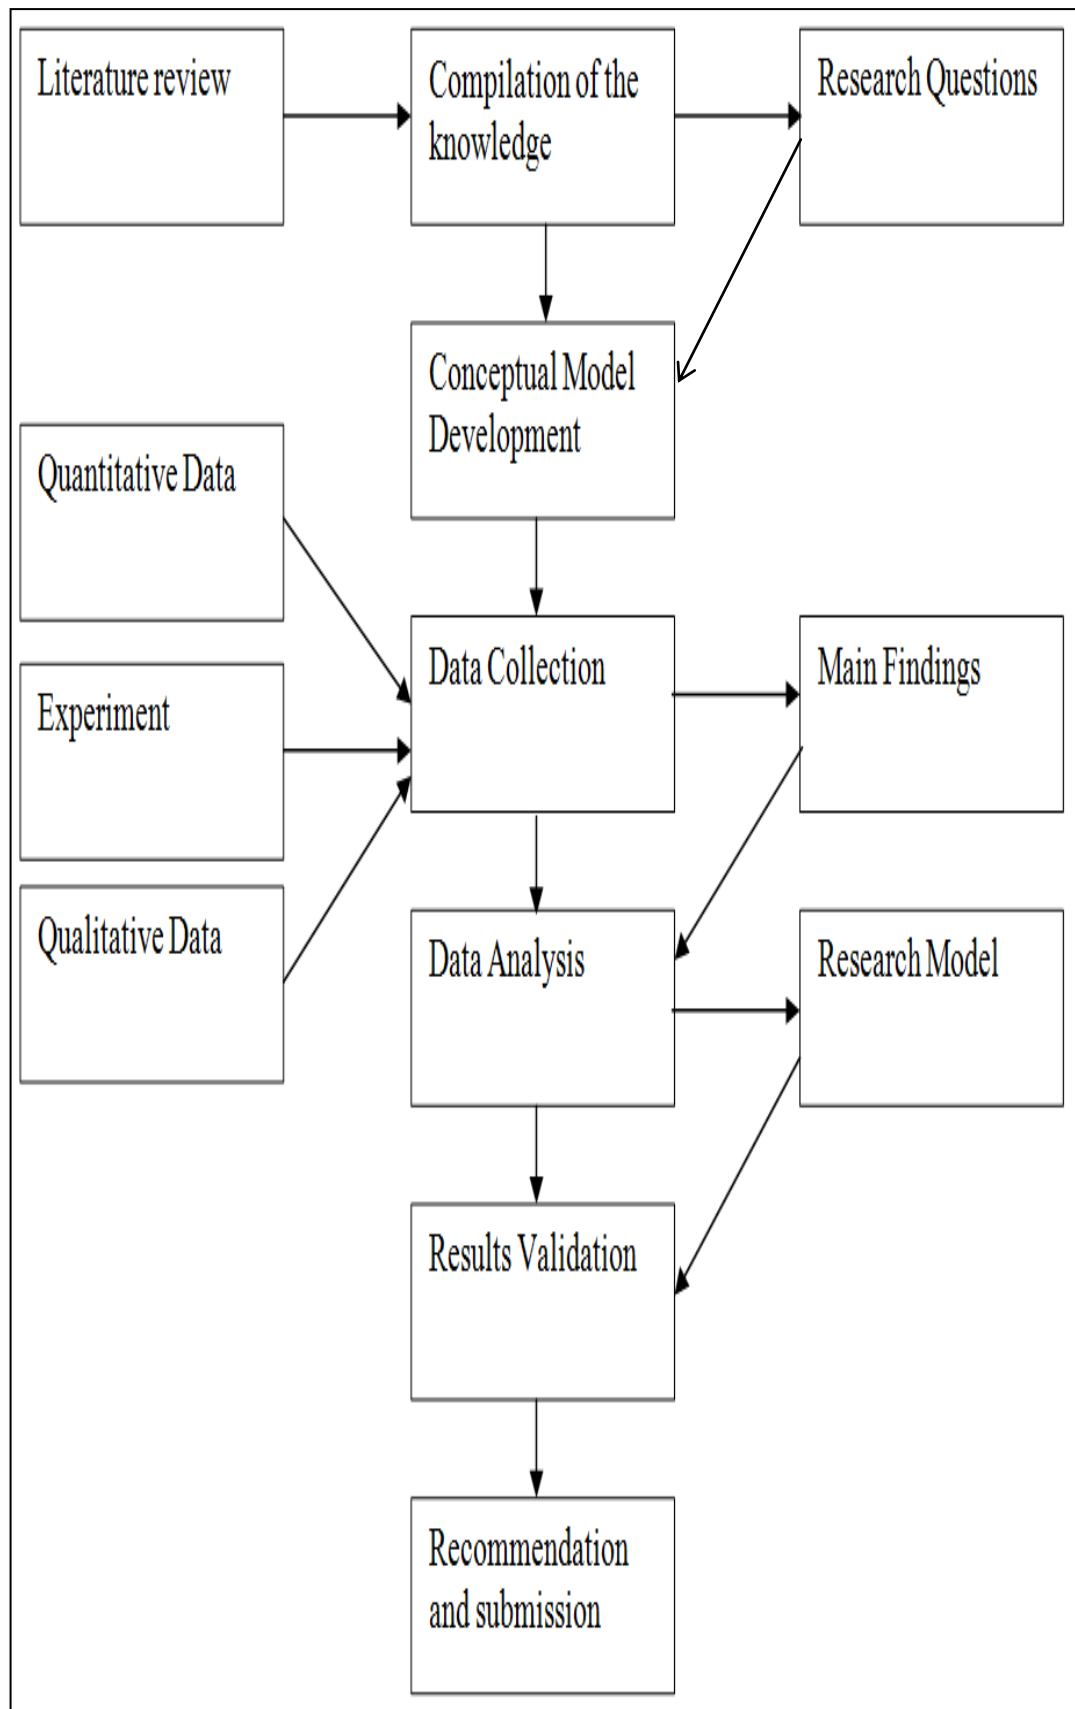 Literature review
Compilation of the
knowledge
Research Questions
Conceptual Model
Development
Quantitative Data
Experiment
Qualitative Data
Data Collection
Main Findings
Data Analysis
Research Model
Results Validation
Recommendation
and submission